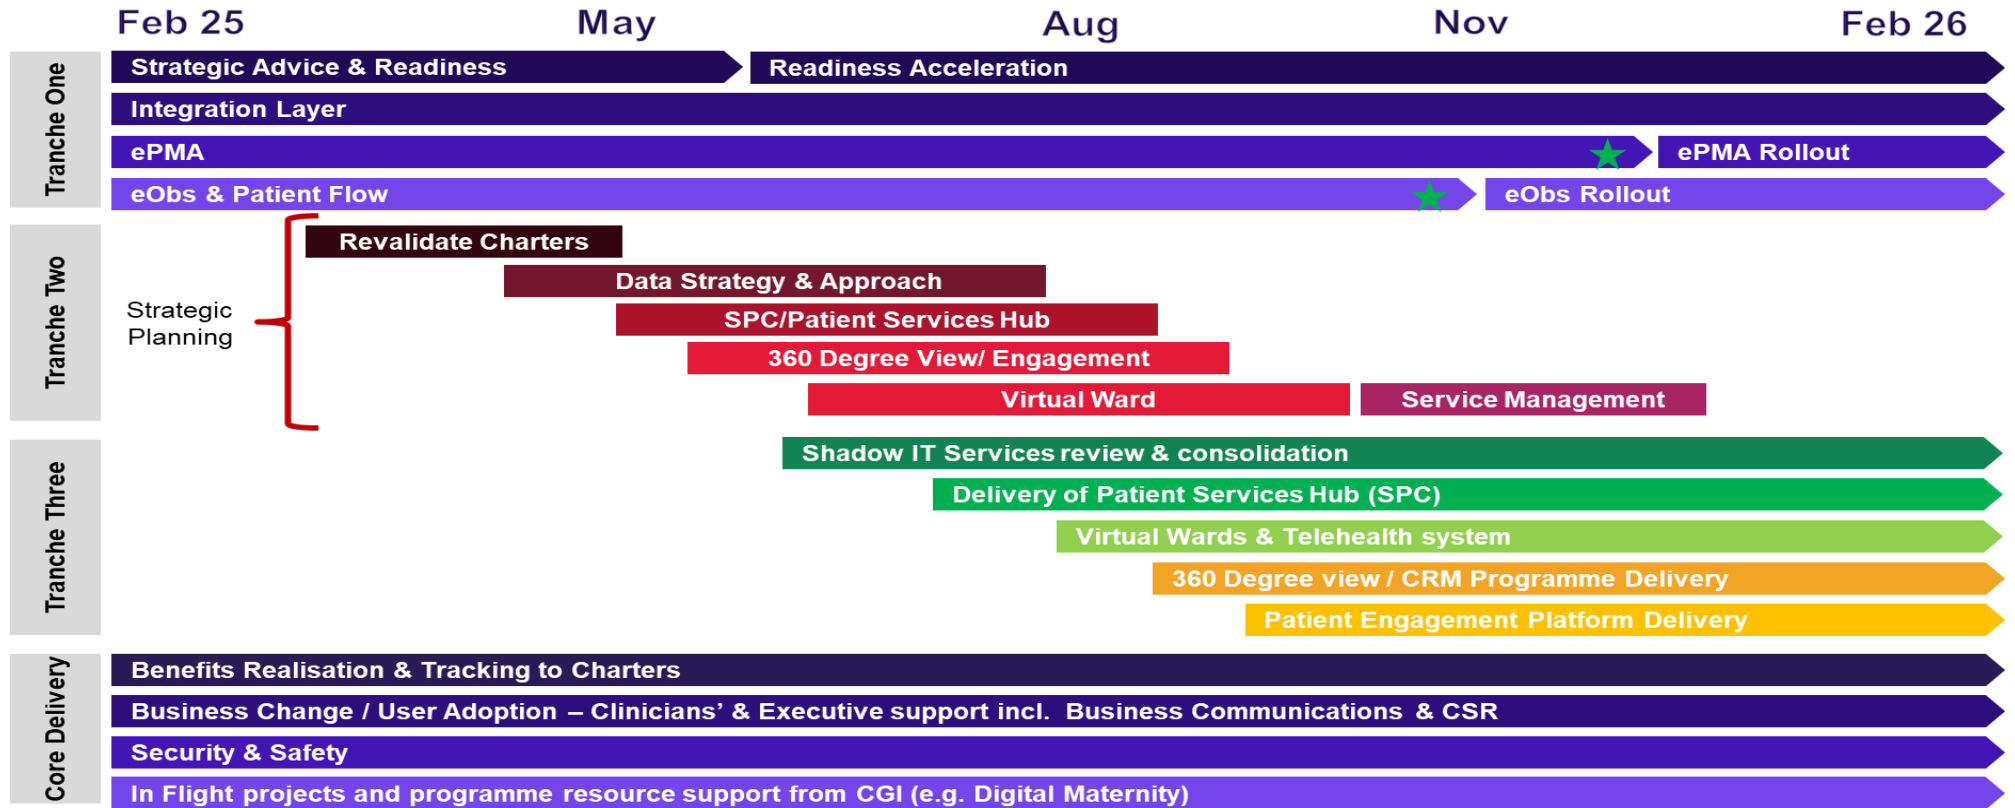 Feb 25 May Aug Nov Feb 26
Tranche One
Strategic Advice & Readiness
Readiness Acceleration
Integration Layer
ePMA
ePMA Rollout
eObs & Patient Flow
eObs Rollout
Tranche Two
Strategic
Planning
Revalidate Charters
Data Strategy & Approach
SPC/Patient Services Hub
360 Degree View/ Engagement
Virtual Ward
Service Management
Tranche Three
Shadow IT Services review & consolidation
Delivery of Patient Services Hub (SPC)
Virtual Wards & Telehealth system
360 Degree view / CRM Programme Delivery
Patient Engagement Platform Delivery
Core Delivery
Benefits Realisation & Tracking to Charters
Business Change / User Adoption – Clinicians’ & Executive support incl. Business Communications & CSR
Security & Safety
In Flight projects and programme resource support from CGI (e.g. Digital Maternity)